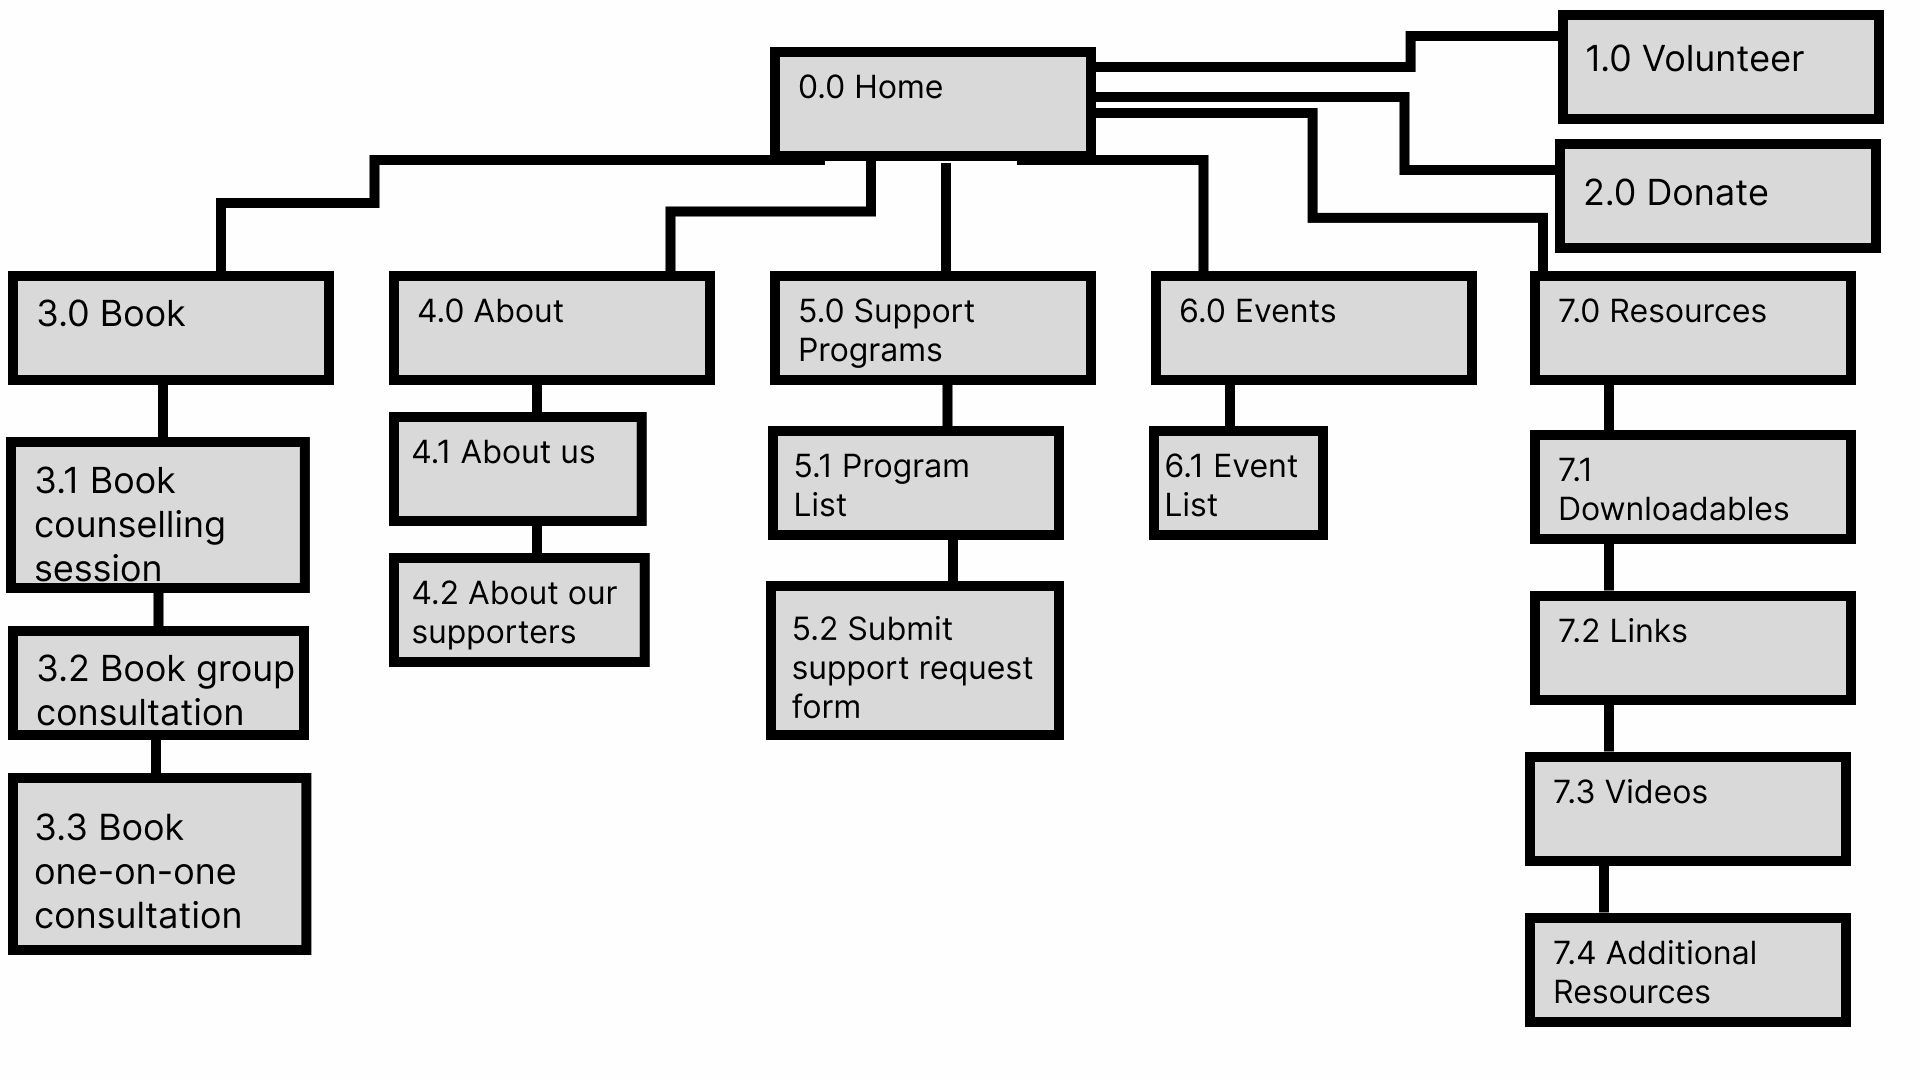 0.0 Home
1.0 Volunteer
2.0 Donate
3.0 Book
4.0 About
5.0 Support
Programs
6.0 Events
7.0 Resources
3.1 Book
counselling
session
3.2 Book group
consultation
3.3 Book
one-on-one
consultation
4.1 About us
4.2 About our
supporters
5.1 Program
List
5.2 Submit
support request
form
6.1 Event
List
7.1
Downloadables
7.2 Links
7.3 Videos
7.4 Additional
Resources